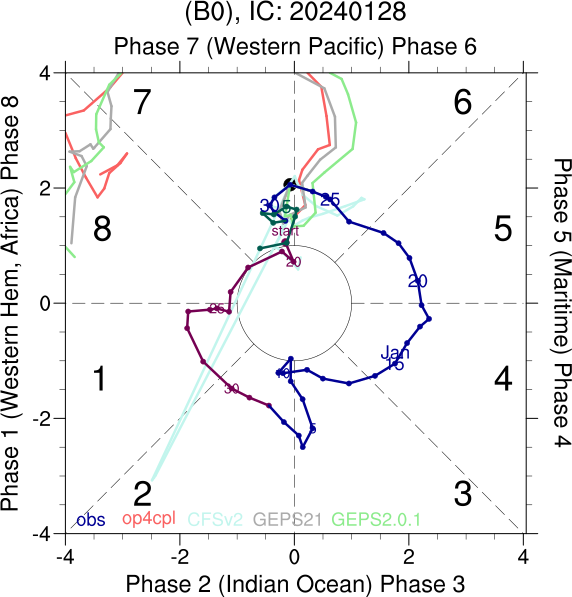 (B0), IC: 20240128
Phase 7 (Western Pacific) Phase 6
Phase 1 (Western Hem, Africa) Phase 8
Phase 5 (Maritime) Phase 4
4
2
0
-2
-4
7
6
8
5
1
4
2
3
30
5
25
start
20
20
25
Jan
15
10
30
5
obs
op4cpl
CFSv2
GEPS21
GEPS2.0.1
-4
-2
0
2
4
Phase 2 (Indian Ocean) Phase 3